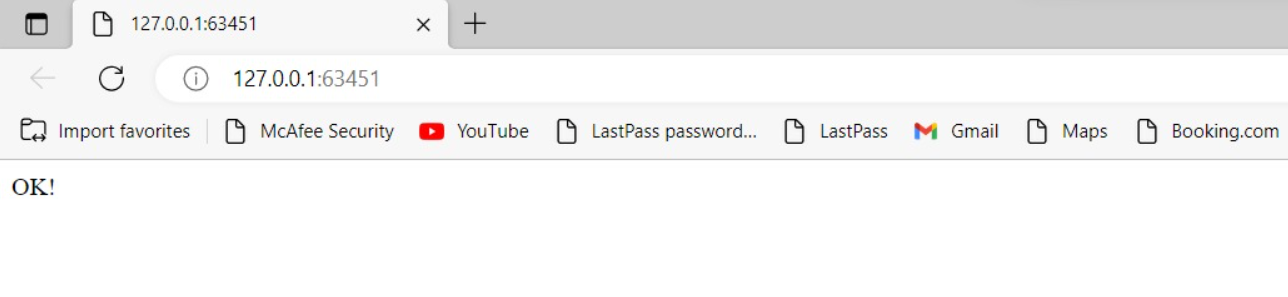 127.0.0.1:63451
127.0.0.1:63451
Import favorites McAfee Security YouTube LastPass password... LastPass Gmail Maps Booking.com
OK!